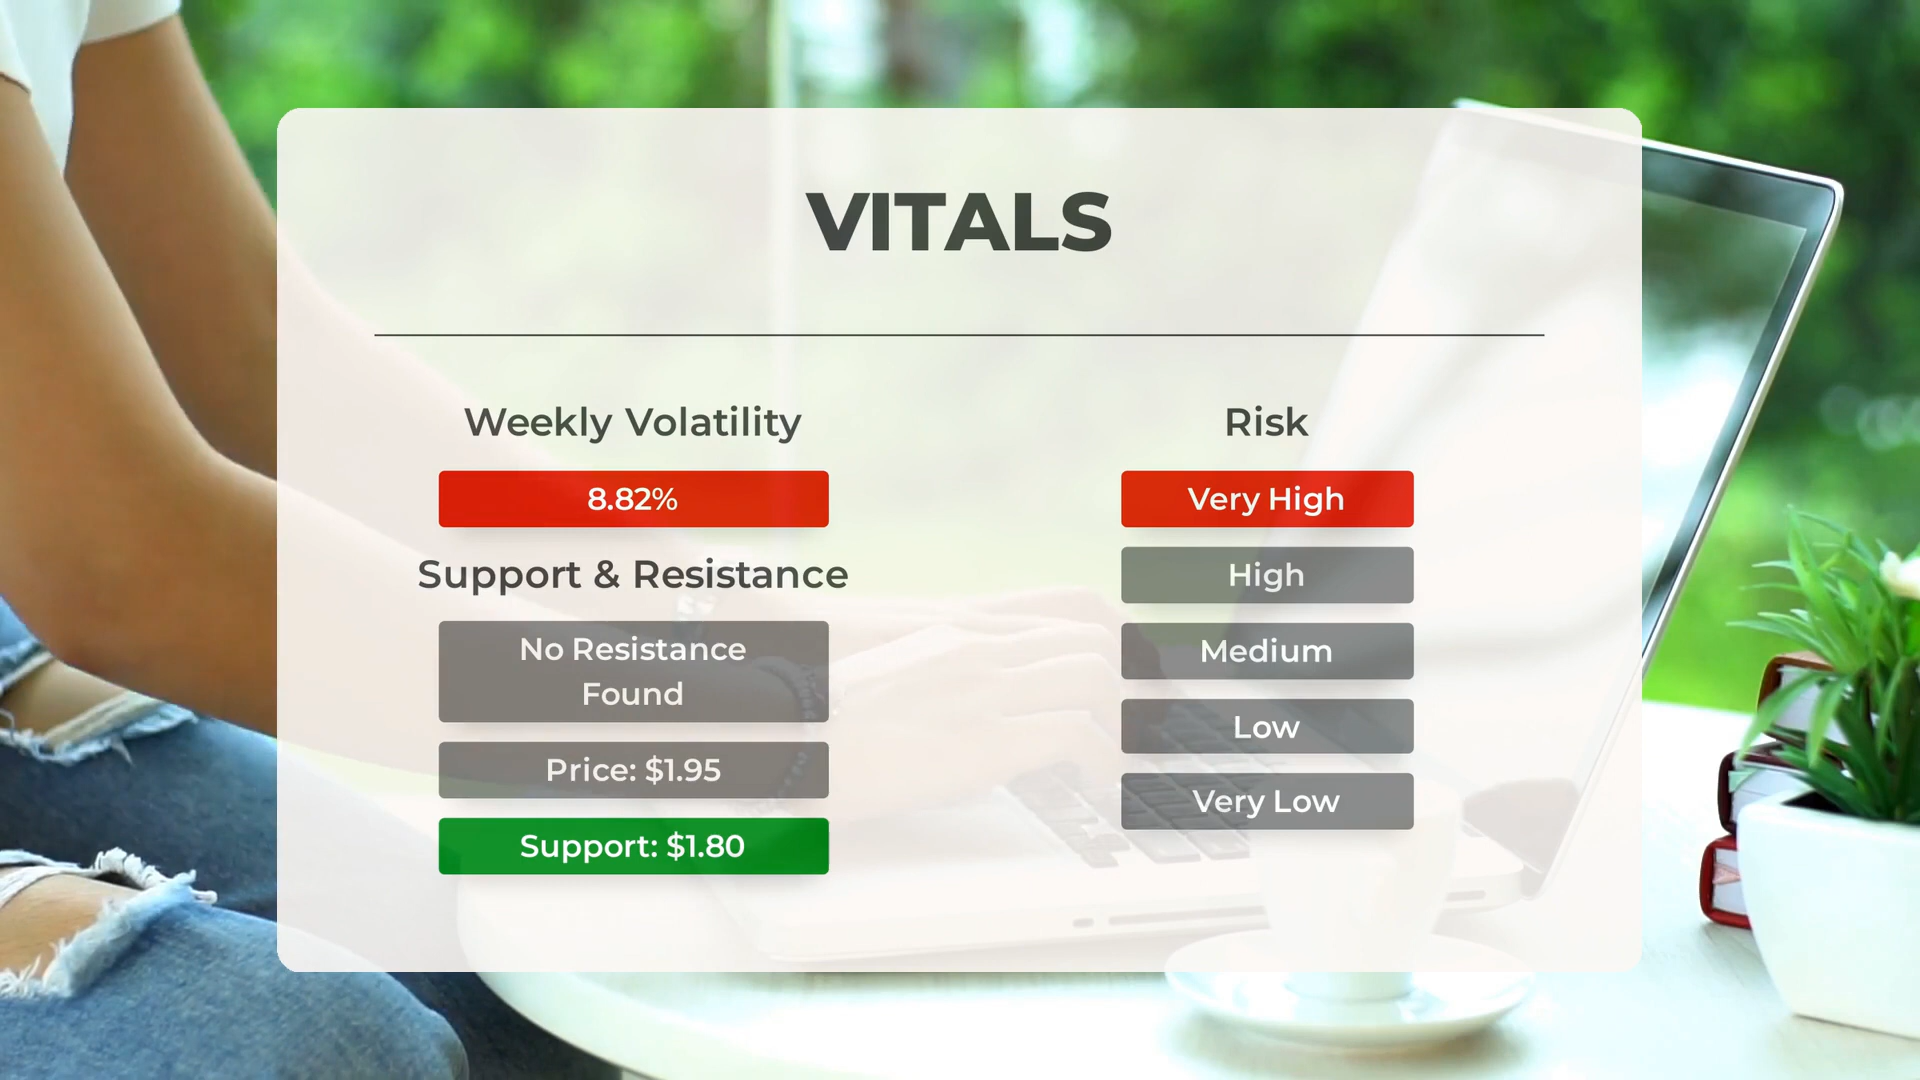 VITALS
Weekly Volatility
8.82%
Support & Resistance
No Resistance
Found
Price: $1.95
Support: $1.80
Risk
Very High
High
Medium
Low
Very Low